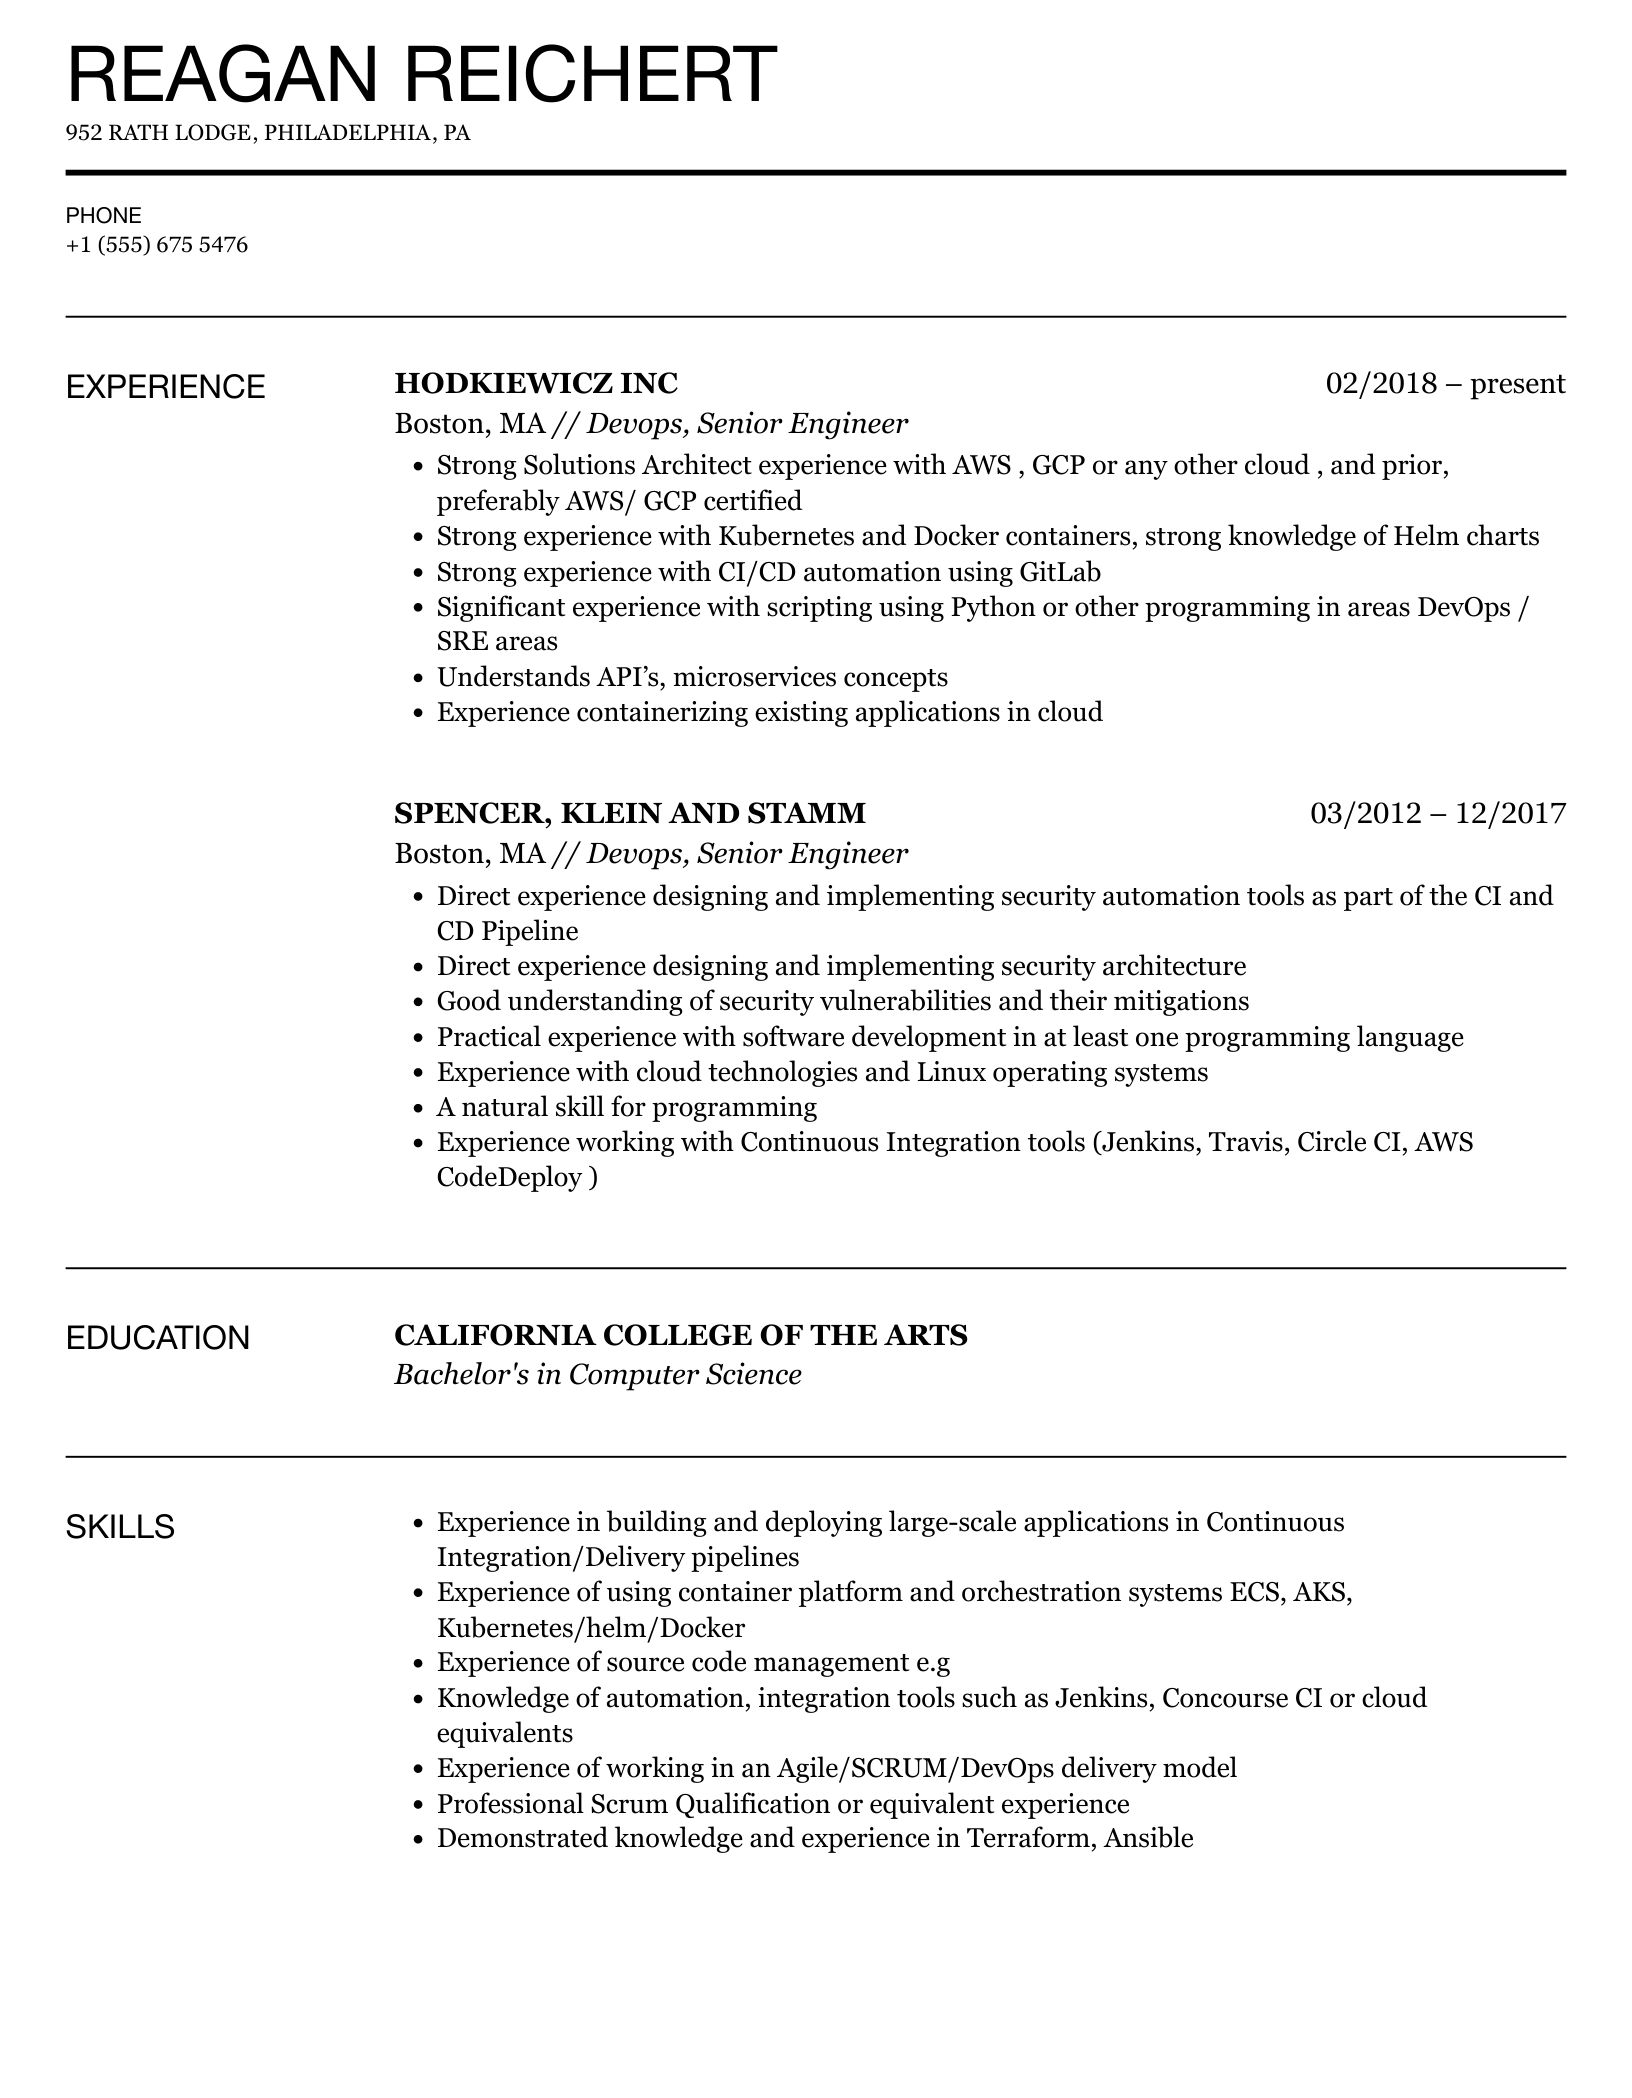 REAGAN REICHERT
952 RATH LODGE, PHILADELPHIA, PA
PHONE
+1 (555) 675 5476
EXPERIENCE
HODKIEWICZ INC
02/2018 – present
Boston, MA // Devops, Senior Engineer
• Strong Solutions Architect experience with AWS , GCP or any other cloud , and prior,
preferably AWS/ GCP certified
• Strong experience with Kubernetes and Docker containers, strong knowledge of Helm charts
• Strong experience with CI/CD automation using GitLab
• Significant experience with scripting using Python or other programming in areas DevOps /
SRE areas
• Understands API’s, microservices concepts
• Experience containerizing existing applications in cloud
SPENCER, KLEIN AND STAMM
03/2012 – 12/2017
Boston, MA // Devops, Senior Engineer
• Direct experience designing and implementing security automation tools as part of the CI and
CD Pipeline
• Direct experience designing and implementing security architecture
• Good understanding of security vulnerabilities and their mitigations
• Practical experience with software development in at least one programming language
• Experience with cloud technologies and Linux operating systems
• A natural skill for programming
• Experience working with Continuous Integration tools (Jenkins, Travis, Circle CI, AWS
CodeDeploy )
EDUCATION
CALIFORNIA COLLEGE OF THE ARTS
Bachelor's in Computer Science
SKILLS
• Experience in building and deploying large-scale applications in Continuous
Integration/Delivery pipelines
• Experience of using container platform and orchestration systems ECS, AKS,
Kubernetes/helm/Docker
• Experience of source code management e.g
• Knowledge of automation, integration tools such as Jenkins, Concourse CI or cloud
equivalents
• Experience of working in an Agile/SCRUM/DevOps delivery model
• Professional Scrum Qualification or equivalent experience
• Demonstrated knowledge and experience in Terraform, Ansible